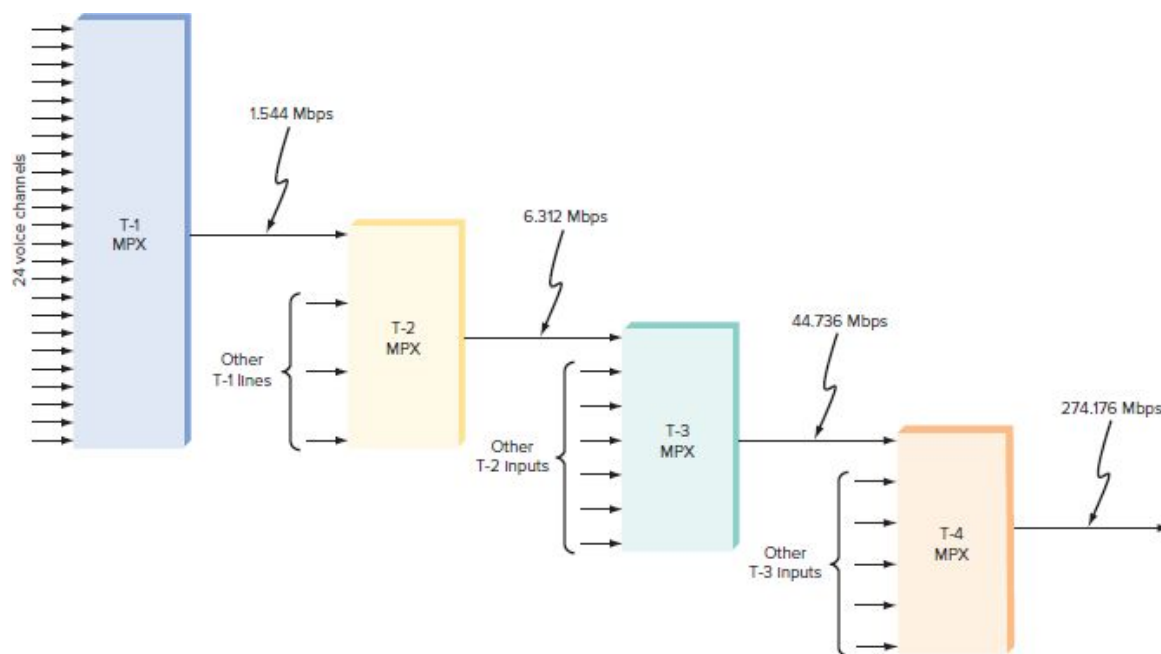 24 voice channels
T-1
MPX
1.544 Mbps
Other
T-1 lines
T-2
MPX
6.312 Mbps
Other
T-2 Inputs
T-3
MPX
44.736 Mbps
Other
T-3 Inputs
T-4
MPX
274.176 Mbps